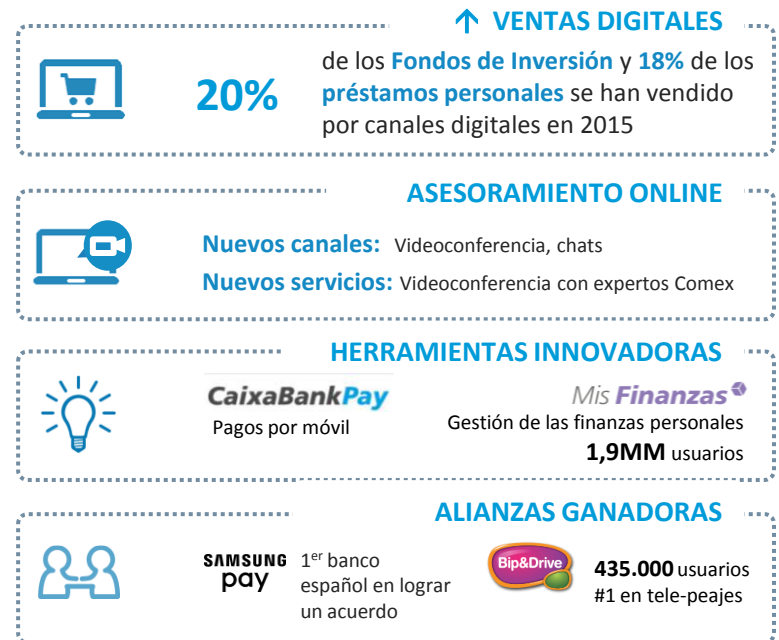 ↑ VENTAS DIGITALES
20%
de los Fondos de Inversión y 18% de los
préstamos personales se han vendido
por canales digitales en 2015
ASESORAMIENTO ONLINE
Nuevos canales: Videoconferencia, chats
Nuevos servicios: Videoconferencia con expertos Comex
HERRAMIENTAS INNOVADORAS
CaixaBankPay
Pagos por móvil
Mis Finanzas
Gestión de las finanzas personales
1,9MM usuarios
ALIANZAS GANADORAS
SAMSUNG
pay
1er banco
español en lograr
un acuerdo
Bip&Drive
435.000 usuarios
#1 en tele-peajes